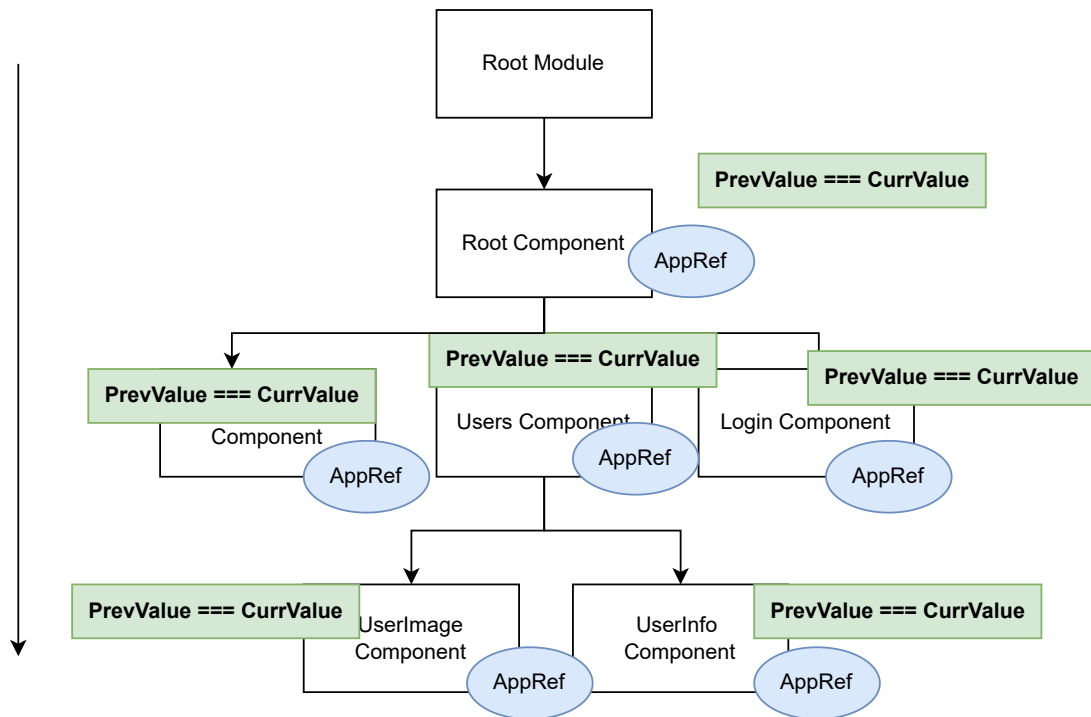 Root Module
PrevValue === CurrValue
Root Component
AppRef
PrevValue === CurrValue
PrevValue === CurrValue
PrevValue === CurrValue
Component
Users Component
Login Component
AppRef
AppRef
AppRef
PrevValue === CurrValue
UserImage
Component
UserInfo
Component
PrevValue === CurrValue
AppRef
AppRef